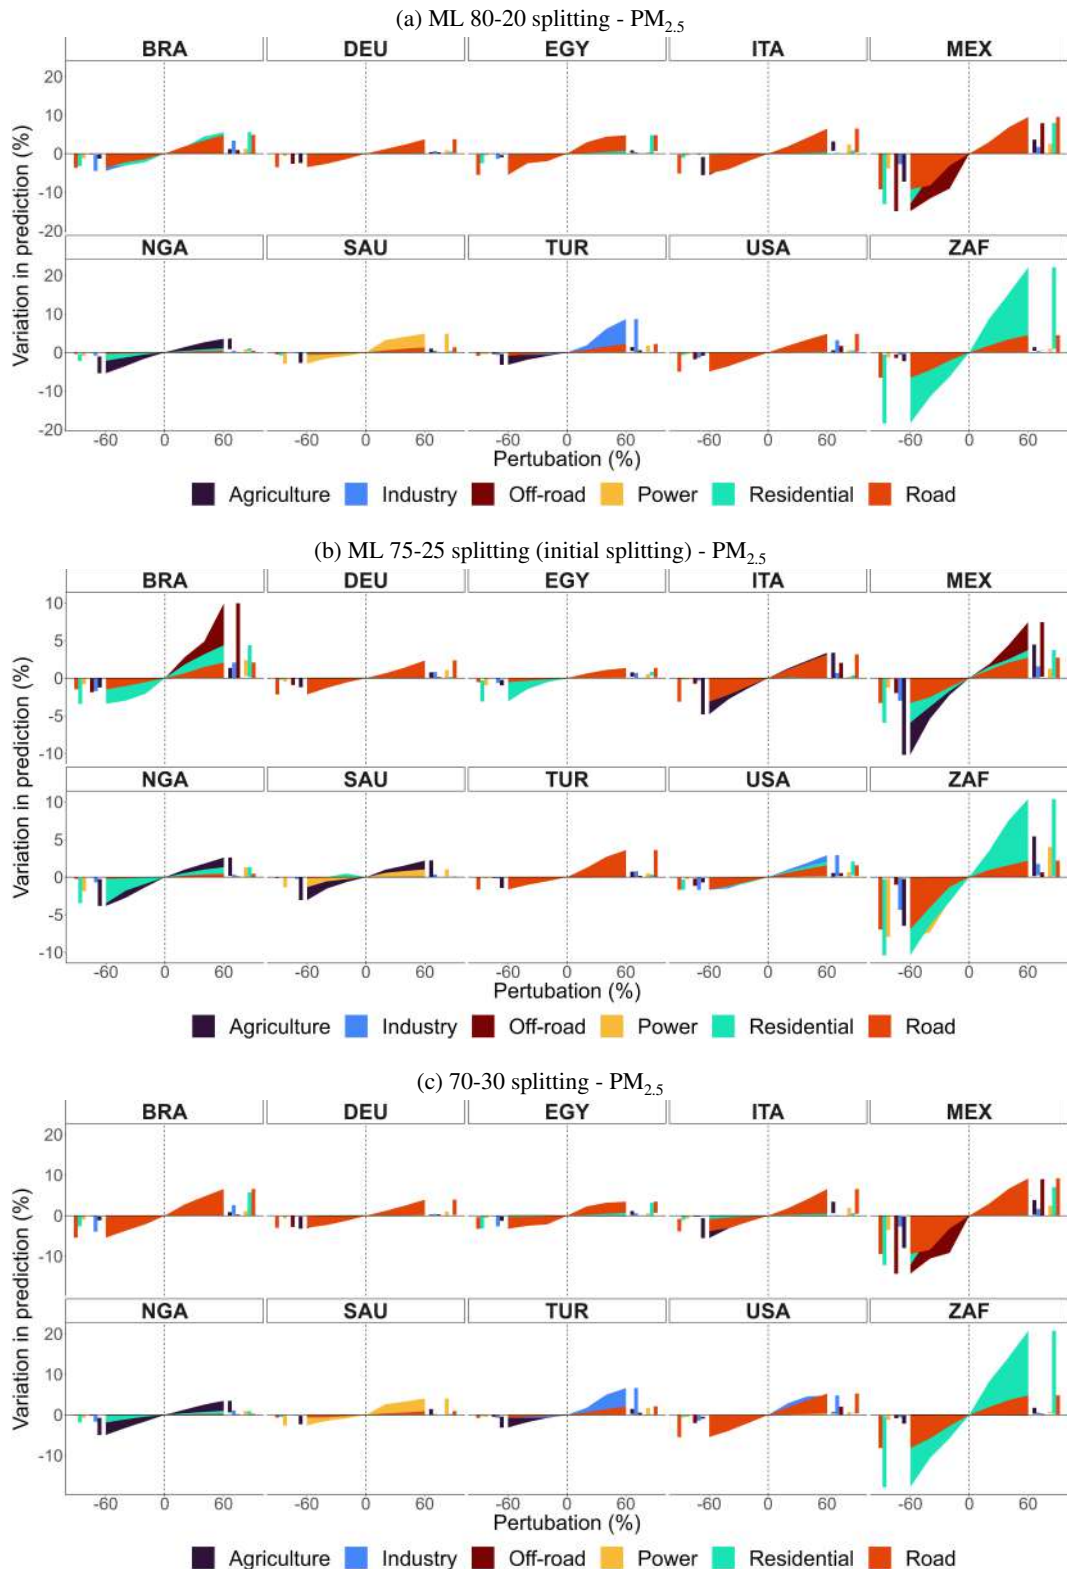 (a) ML 80-20 splitting - PM2.5
BRA DEU EGY ITA MEX
20
10
0
-10
-20
NGA SAU TUR USA ZAF
20
10
0
-10
-20
Variation in prediction (%)
-60 0 60 -60 0 60 -60 0 60 -60 0 60 -60 0 60
Pertubation (%)
Agriculture Industry Off-road Power Residential Road
(b) ML 75-25 splitting (initial splitting) - PM2.5
BRA DEU EGY ITA MEX
10
5
0
-5
-10
NGA SAU TUR USA ZAF
10
5
0
-5
-10
Variation in prediction (%)
-60 0 60 -60 0 60 -60 0 60 -60 0 60 -60 0 60
Pertubation (%)
Agriculture Industry Off-road Power Residential Road
(c) 70-30 splitting - PM2.5
BRA DEU EGY ITA MEX
20
10
0
-10
NGA SAU TUR USA ZAF
20
10
0
-10
Variation in prediction (%)
-60 0 60 -60 0 60 -60 0 60 -60 0 60 -60 0 60
Pertubation (%)
Agriculture Industry Off-road Power Residential Road